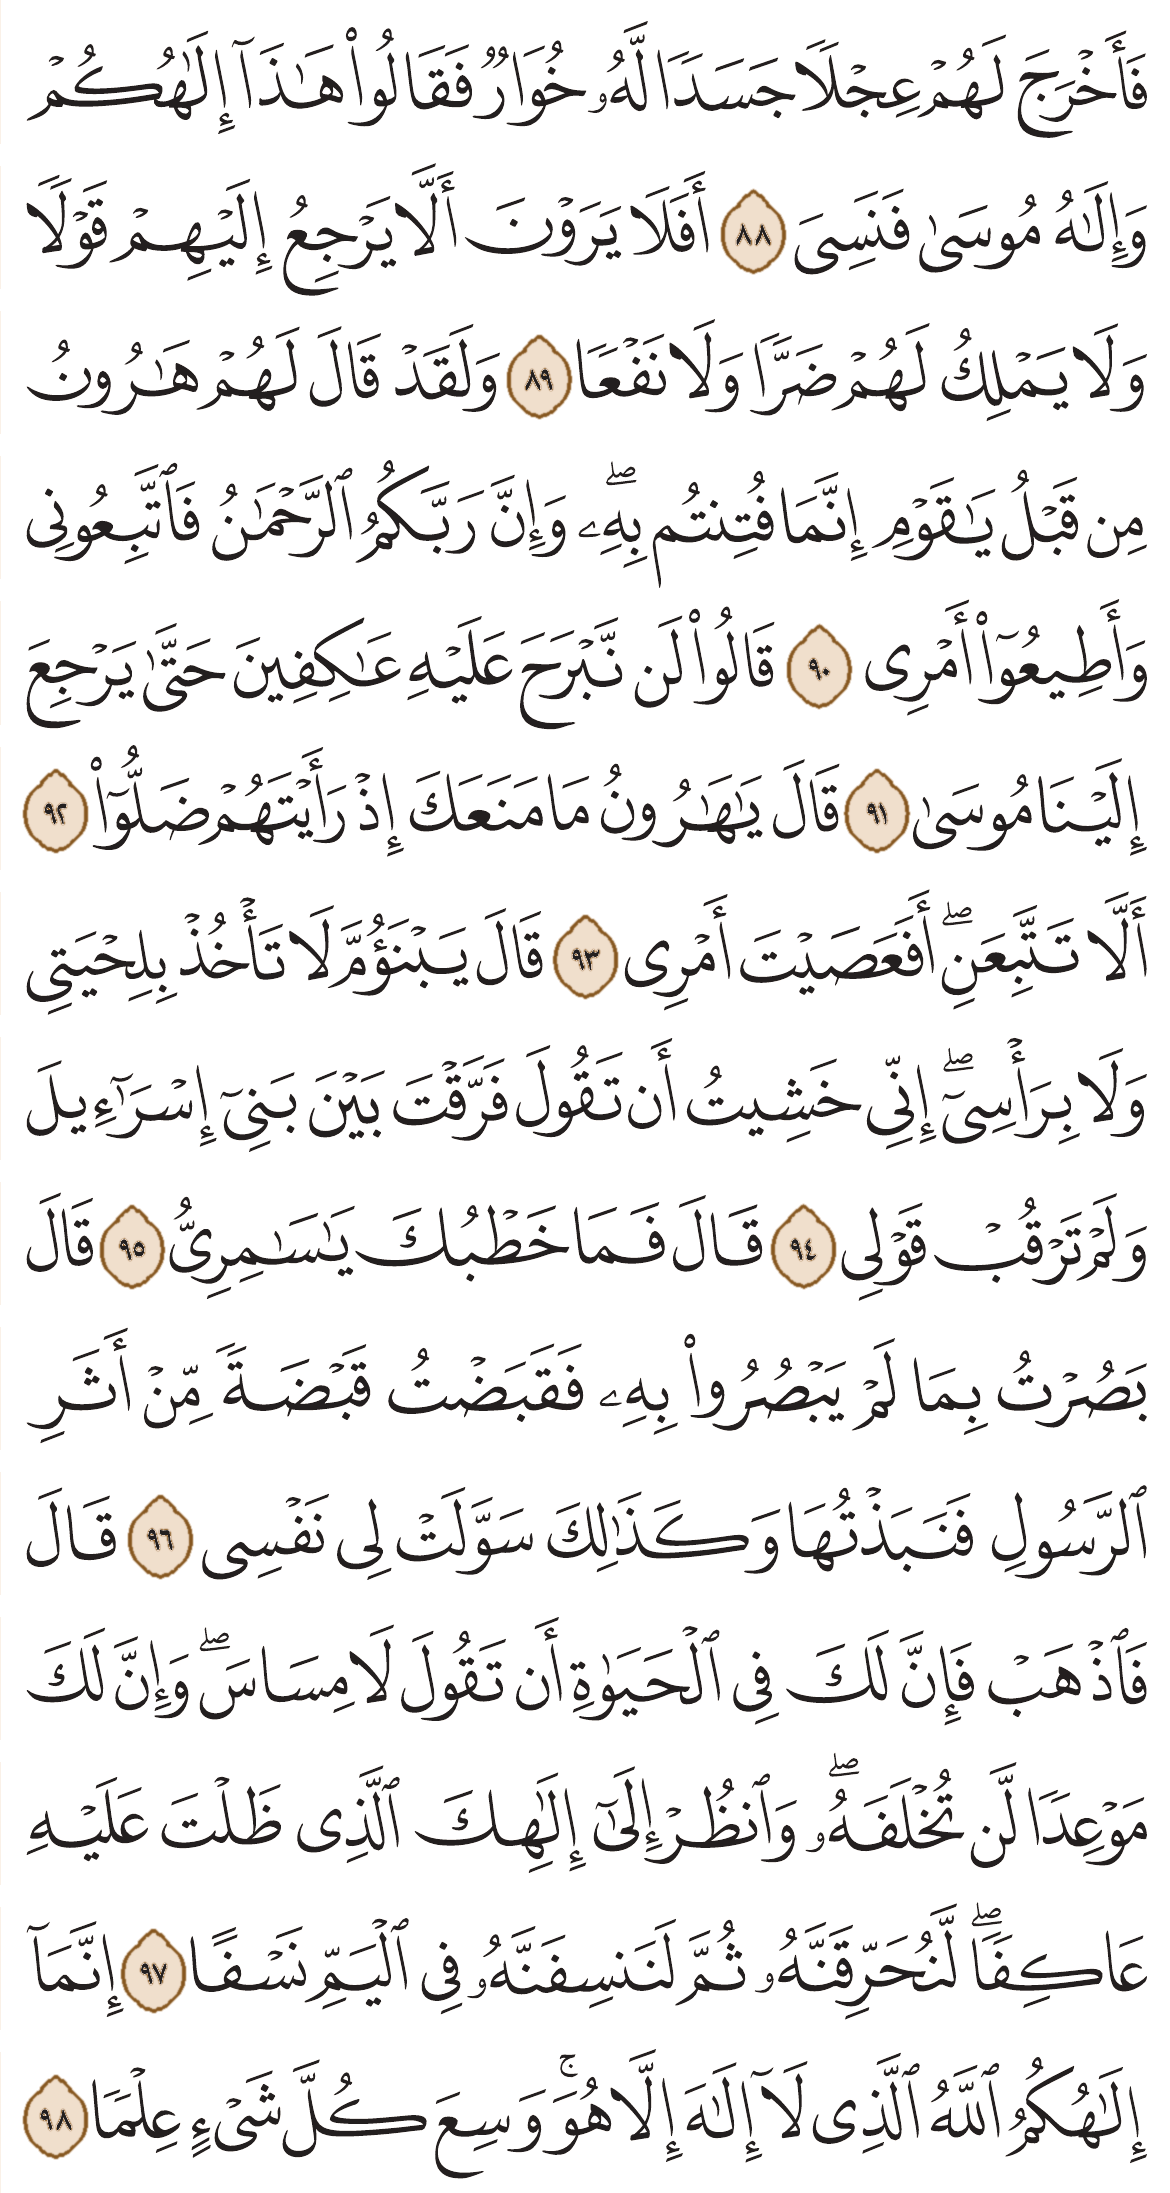 فَأَخْرَجَ لَهُمْ عِجْلًا جَسَدًا لَّهُۥ خُوَارٌ فَقَالُوا۟ هَٰذَآ إِلَٰهُكُمْ
وَإِلَٰهُ مُوسَىٰ فَنَسِىَ ٨٨ أَفَلَا يَرَوْنَ أَلَّا يَرْجِعُ إِلَيْهِمْ قَوْلًا
وَلَا يَمْلِكُ لَهُمْ ضَرًّا وَلَا نَفْعًا ٨٩ وَلَقَدْ قَالَ لَهُمْ هَٰرُونُ
مِن قَبْلُ يَٰقَوْمِ إِنَّمَا فُتِنتُم بِهِۦ ۖ وَإِنَّ رَبَّكُمُ ٱلرَّحْمَٰنُ فَٱتَّبِعُونِى
وَأَطِيعُوٓا۟ أَمْرِى ٩٠ قَالُوا۟ لَن نَّبْرَحَ عَلَيْهِ عَٰكِفِينَ حَتَّىٰ يَرْجِعَ
إِلَيْنَا مُوسَىٰ ٩١ قَالَ يَٰهَٰرُونُ مَا مَنَعَكَ إِذْ رَأَيْتَهُمْ ضَلُّوٓا۟ ٩٢
أَلَّا تَتَّبِعَنِ ۖ أَفَعَصَيْتَ أَمْرِى ٩٣ قَالَ يَبْنَؤُمَّ لَا تَأْخُذْ بِلِحْيَتِى
وَلَا بِرَأْسِىٓ ۖ إِنِّى خَشِيتُ أَن تَقُولَ فَرَّقْتَ بَيْنَ بَنِىٓ إِسْرَٰٓءِيلَ
وَلَمْ تَرْقُبْ قَوْلِى ٩٤ قَالَ فَمَا خَطْبُكَ يَٰسَٰمِرِىُّ ٩٥ قَالَ
بَصُرْتُ بِمَا لَمْ يَبْصُرُوا۟ بِهِۦ فَقَبَضْتُ قَبْضَةً مِّنْ أَثَرِ
ٱلرَّسُولِ فَنَبَذْتُهَا وَكَذَٰلِكَ سَوَّلَتْ لِى نَفْسِى ٩٦ قَالَ
فَٱذْهَبْ فَإِنَّ لَكَ فِى ٱلْحَيَوٰةِ أَن تَقُولَ لَا مِسَاسَ ۖ وَإِنَّ لَكَ
مَوْعِدًا لَّن تُخْلَفَهُۥ ۖ وَٱنظُرْ إِلَىٰٓ إِلَٰهِكَ ٱلَّذِى ظَلْتَ عَلَيْهِ
عَاكِفًا ۖ لَّنُحَرِّقَنَّهُۥ ثُمَّ لَنَنسِفَنَّهُۥ فِى ٱلْيَمِّ نَسْفًا ٩٧ إِنَّمَآ
إِلَٰهُكُمُ ٱللَّهُ ٱلَّذِى لَآ إِلَٰهَ إِلَّا هُوَ ۚ وَسِعَ كُلَّ شَىْءٍ عِلْمًا ٩٨